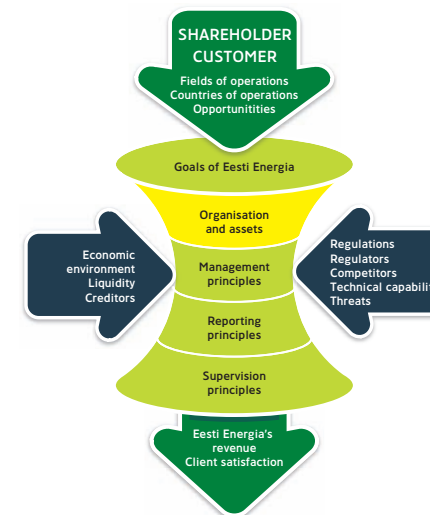 SHAREHOLDER
CUSTOMER
Fields of operations
Countries of operations
Opportunitities
Goals of Eesti Energia
Organisation
and assets
Economic
environment
Liquidity
Creditors
Management
principles
Regulations
Regulators
Competitors
Technical capability
Threats
Reporting
principles
Supervision
principles
Eesti Energia's
revenue
Client satisfaction